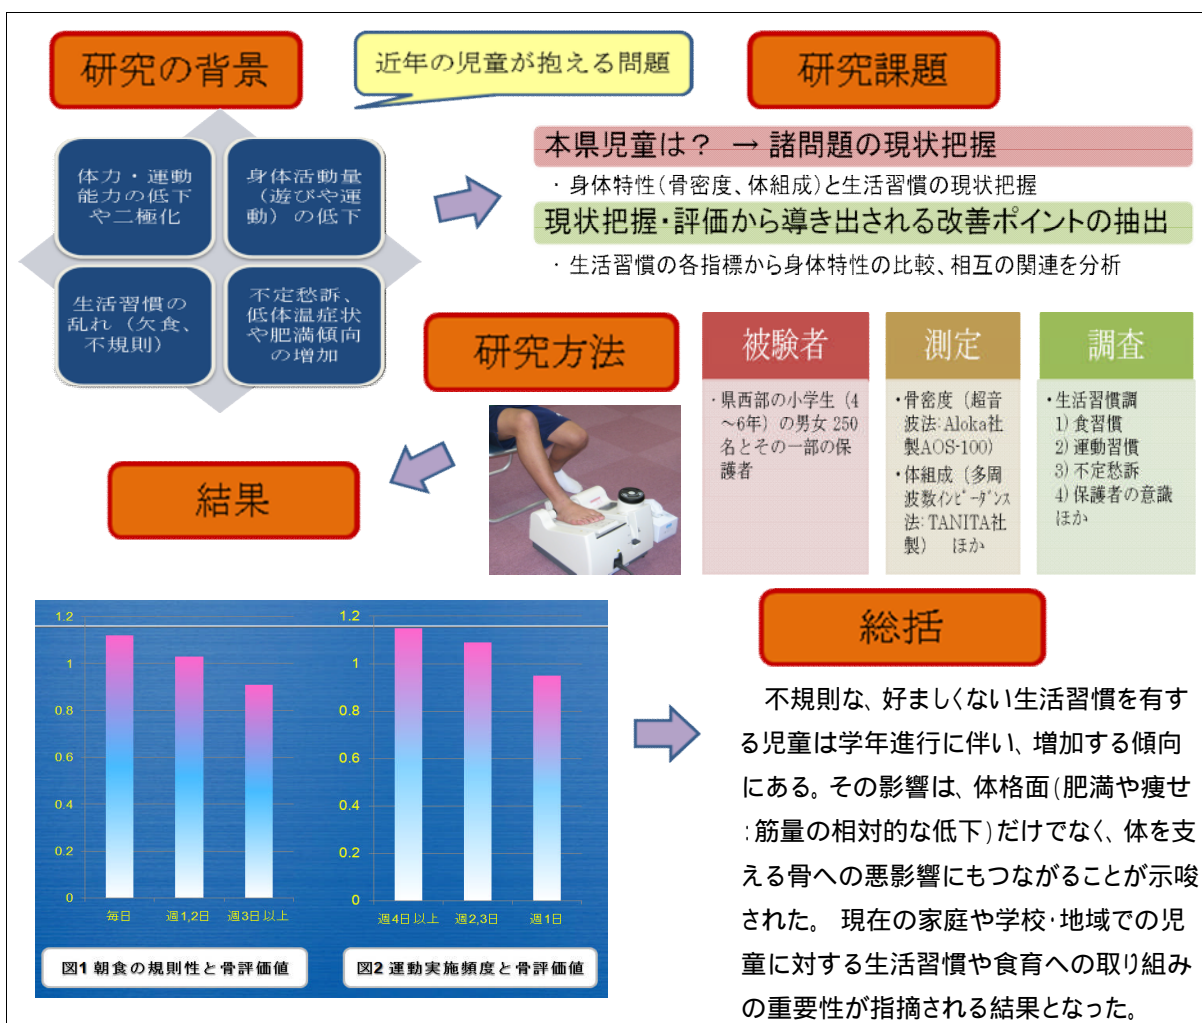 研究の背景
近年の児童が抱える問題
研究課題
体力・運動
能力の低下
や二極化
身体活動量
（遊びや運
動）の低下
生活習慣の
乱れ（欠食、
不規則）
不定愁訴、
低体温症状
や肥満傾向
の増加
本県児童は？ → 諸問題の現状把握
・身体特性(骨密度、体組成)と生活習慣の現状把握
現状把握・評価から導き出される改善ポイントの抽出
・生活習慣の各指標から身体特性の比較、相互の関連を分析
研究方法
被験者
・県西部の小学生（4
～6年）の男女 250
名とその一部の保
護者
測定
・骨密度（超音
波法:Aloka社
製AOS-100）
・体組成（多周
波数インピーダンス
法:TANITA社
製） ほか
調査
・生活習慣調
1) 食習慣
2) 運動習慣
3) 不定愁訴
4) 保護者の意識
ほか
結果
1.2
1
0.8
0.6
0.4
0.2
0
毎日 週1,2日 週3日以上
図1 朝食の規則性と骨評価値
1.2
1
0.8
0.6
0.4
0.2
0
週4日以上 週2,3日 週1日
図2 運動実施頻度と骨評価値
総括
不規則な、好ましくない生活習慣を有す
る児童は学年進行に伴い、増加する傾向
にある。その影響は、体格面(肥満や痩せ
:筋量の相対的な低下)だけでなく、体を支
える骨への悪影響にもつながることが示唆
された。 現在の家庭や学校・地域での児
童に対する生活習慣や食育への取り組み
の重要性が指摘される結果となった。